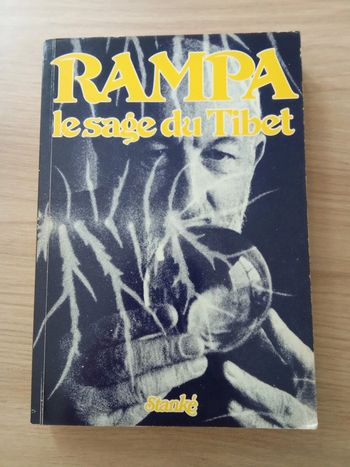 RAMPA
le sage du Tibet
Stanké